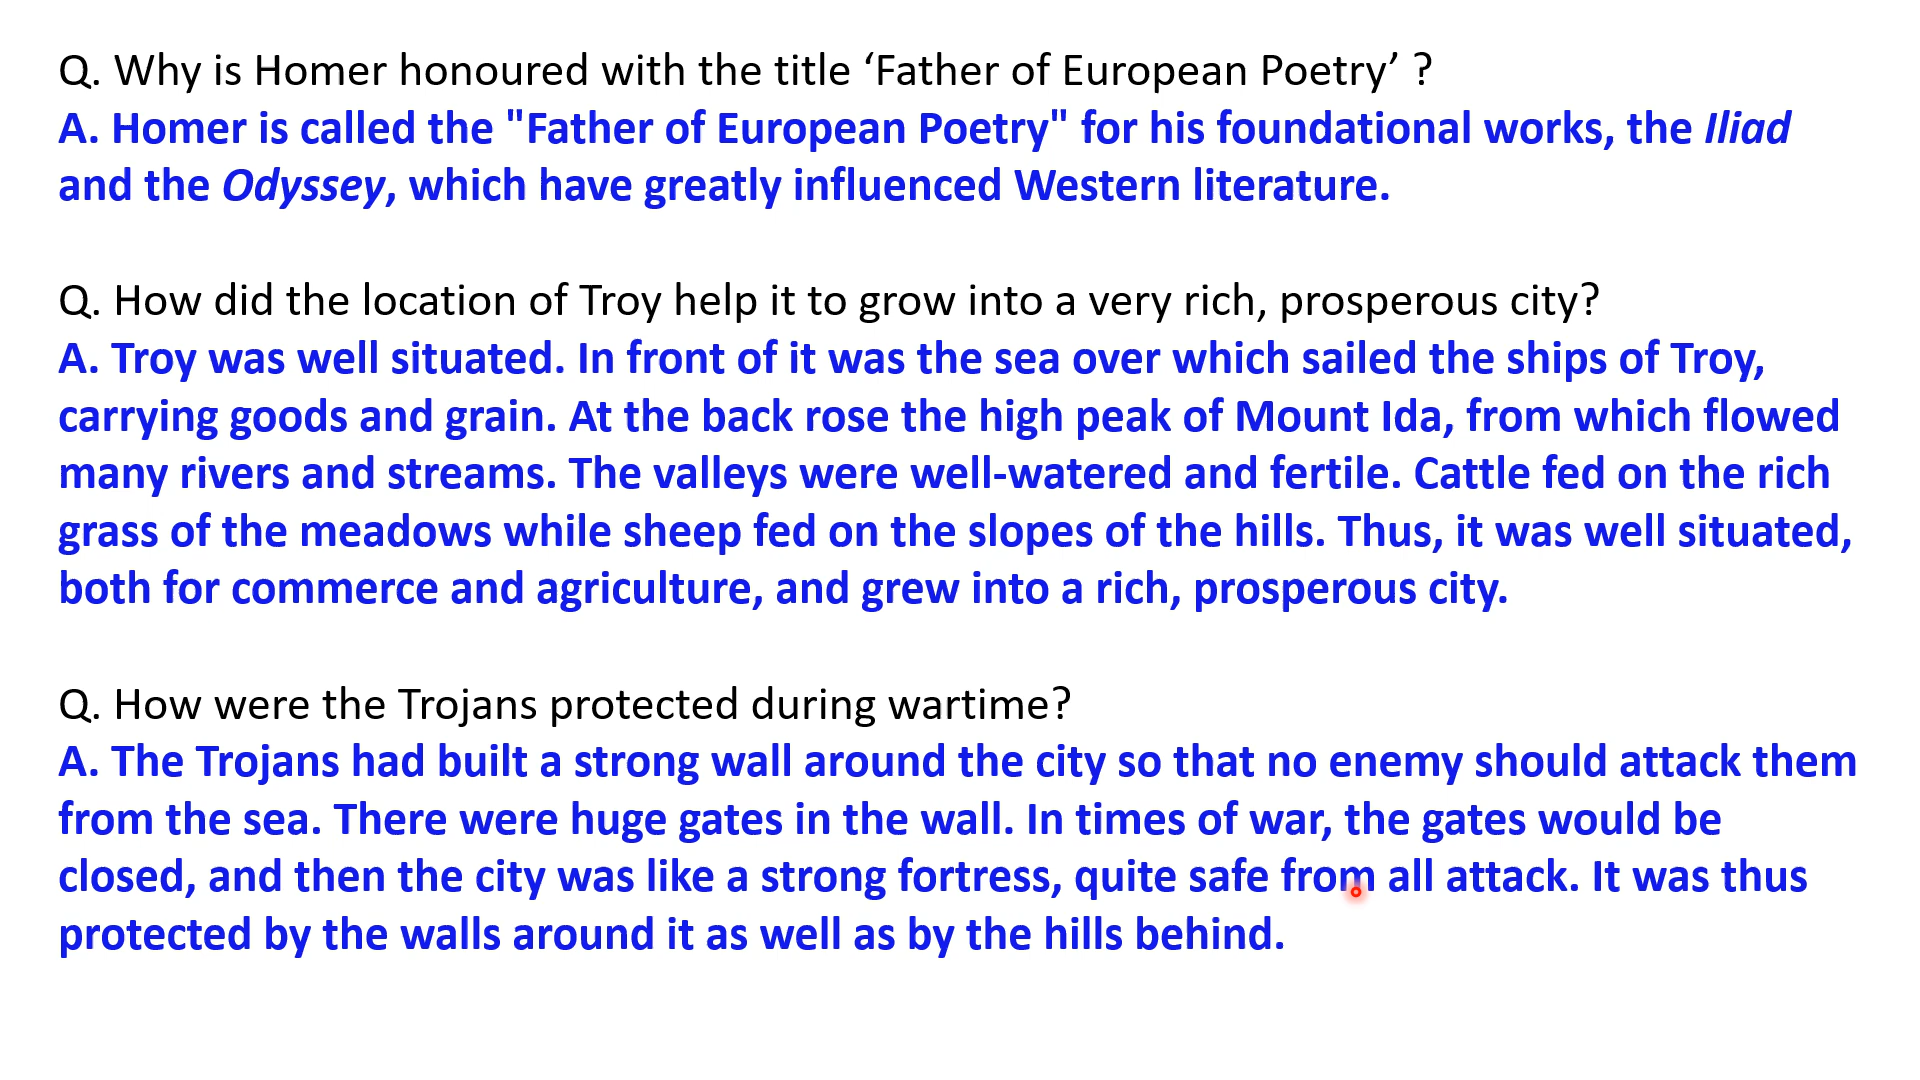 Q. Why is Homer honoured with the title ‘Father of European Poetry’ ?
A. Homer is called the "Father of European Poetry" for his foundational works, the Iliad
and the Odyssey, which have greatly influenced Western literature.
Q. How did the location of Troy help it to grow into a very rich, prosperous city?
A. Troy was well situated. In front of it was the sea over which sailed the ships of Troy,
carrying goods and grain. At the back rose the high peak of Mount Ida, from which flowed
many rivers and streams. The valleys were well-watered and fertile. Cattle fed on the rich
grass of the meadows while sheep fed on the slopes of the hills. Thus, it was well situated,
both for commerce and agriculture, and grew into a rich, prosperous city.
Q. How were the Trojans protected during wartime?
A. The Trojans had built a strong wall around the city so that no enemy should attack them
from the sea. There were huge gates in the wall. In times of war, the gates would be
closed, and then the city was like a strong fortress, quite safe from all attack. It was thus
protected by the walls around it as well as by the hills behind.